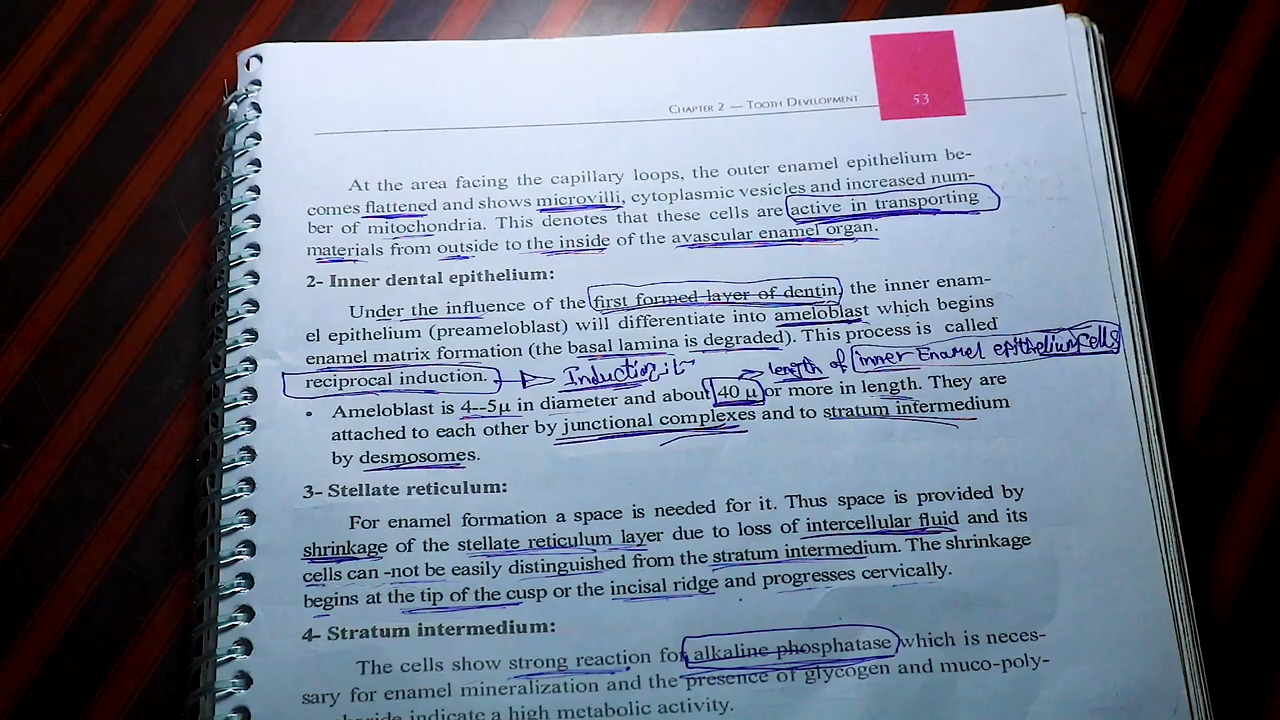 CHAPTER 2 — TOOTH DEVELOPMENT 53
At the area facing the capillary loops, the outer enamel epithelium be-
comes flattened and shows microvilli, cytoplasmic vesicles and increased num-
ber of mitochondria. This denotes that these cells are active in transporting
materials from outside to the inside of the avascular enamel organ.
2- Inner dental epithelium:
Under the influence of the first formed layer of dentin, the inner enam-
el epithelium (preameloblast) will differentiate into ameloblast which begins
enamel matrix formation (the basal lamina is degraded). This process is called
reciprocal induction.
length of inner Enamel epithelium cells
• Ameloblast is 4--5µ in diameter and about 40 µ or more in length. They are
attached to each other by junctional complexes and to stratum intermedium
by desmosomes.
3- Stellate reticulum:
For enamel formation a space is needed for it. Thus space is provided by
shrinkage of the stellate reticulum layer due to loss of intercellular fluid and its
cells can -not be easily distinguished from the stratum intermedium. The shrinkage
begins at the tip of the cusp or the incisal ridge and progresses cervically.
4- Stratum intermedium:
The cells show strong reaction for alkaline phosphatase which is neces-
sary for enamel mineralization and the presence of glycogen and muco-poly-
indicate a high metabolic activity.